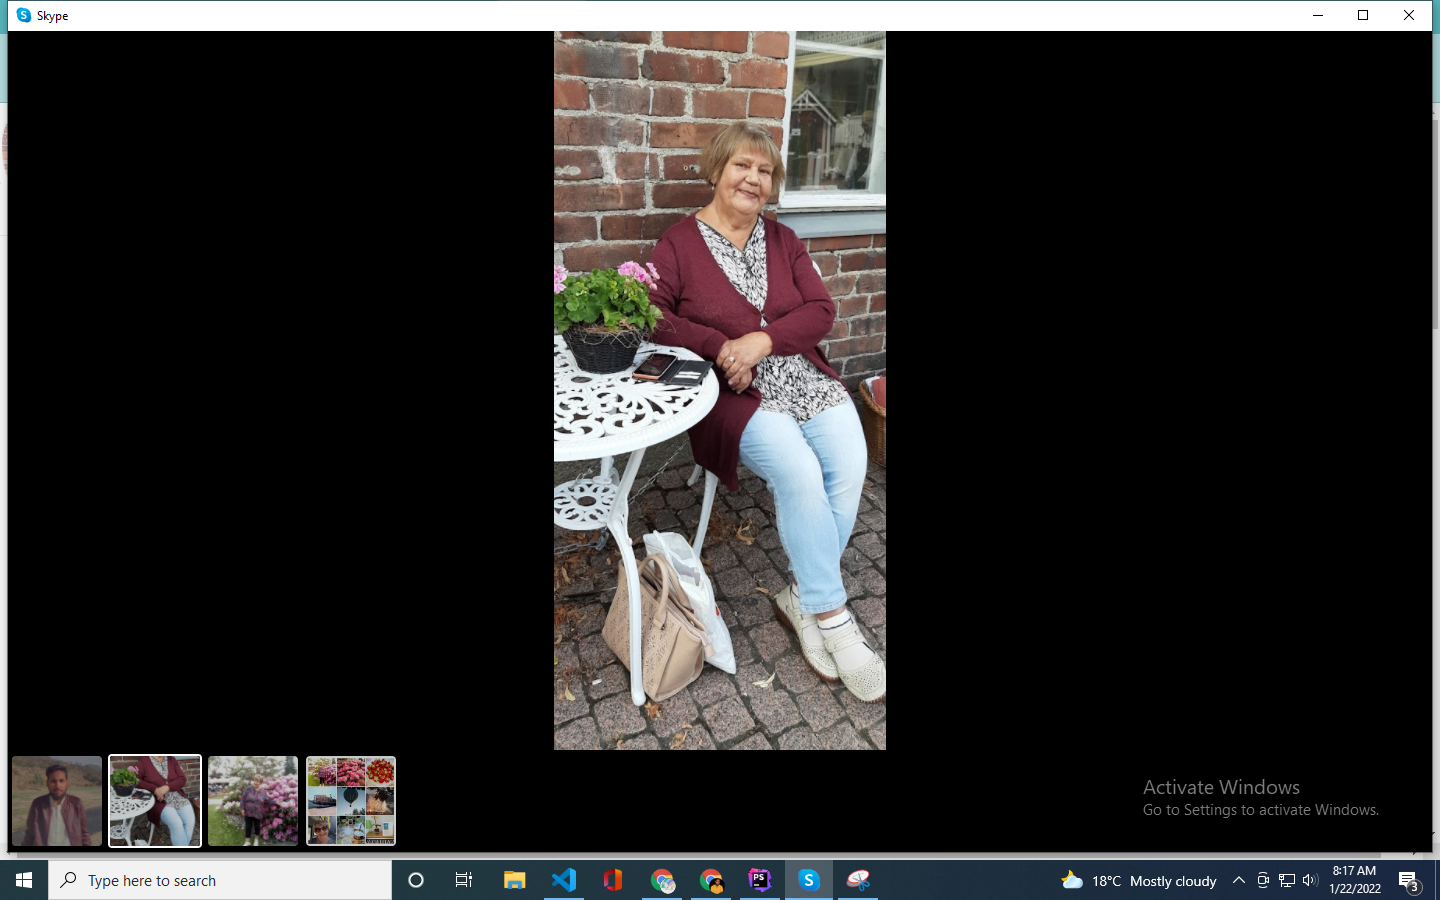 Skype
Activate Windows
Go to Settings to activate Windows.
Type here to search
PS
18°C Mostly cloudy
8:17 AM
1/22/2022
3